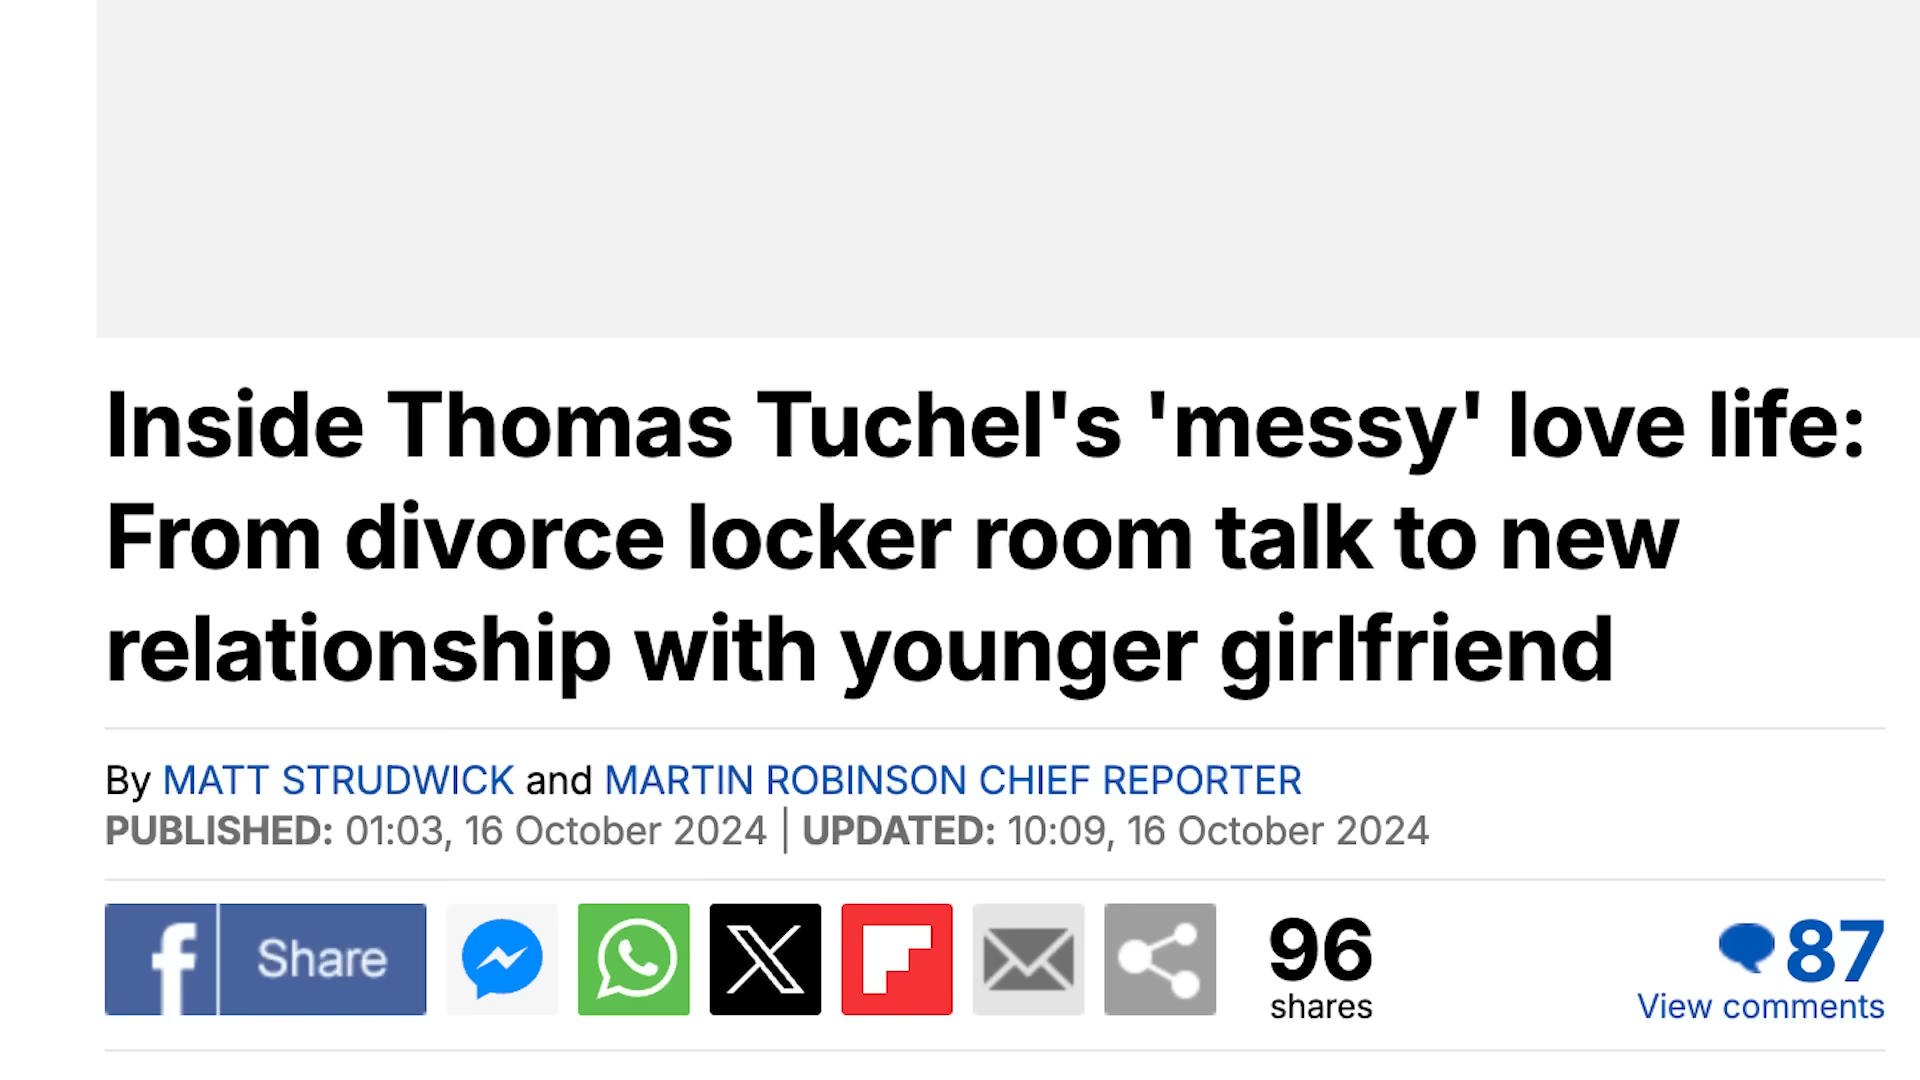 Inside Thomas Tuchel's 'messy' love life:
From divorce locker room talk to new
relationship with younger girlfriend
By MATT STRUDWICK and MARTIN ROBINSON CHIEF REPORTER
PUBLISHED: 01:03, 16 October 2024 | UPDATED: 10:09, 16 October 2024
Share
96
shares
87
View comments